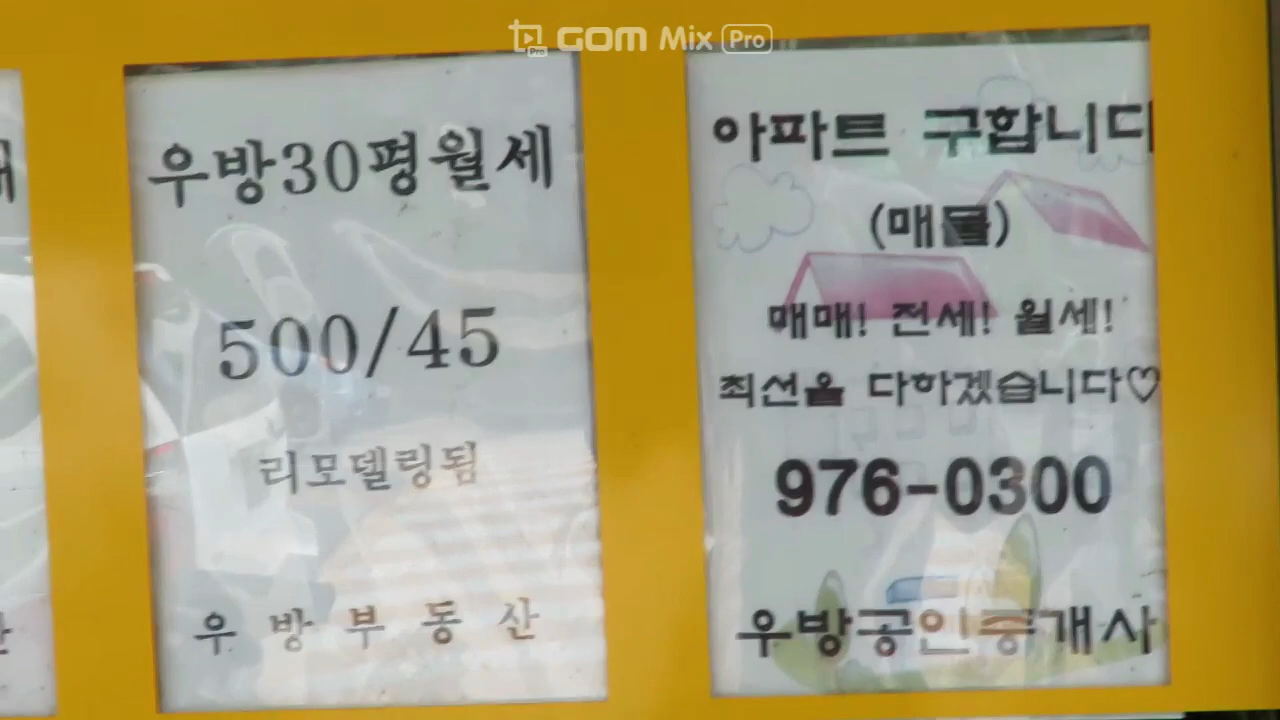 GOM Mix Pro
우방30평월세
500/45
리모델링됨
우 방 부 동 산
아파트 구합니다
(매물)
매매! 전세! 월세!
최선을 다하겠습니다♡
976-0300
우방공인중개사